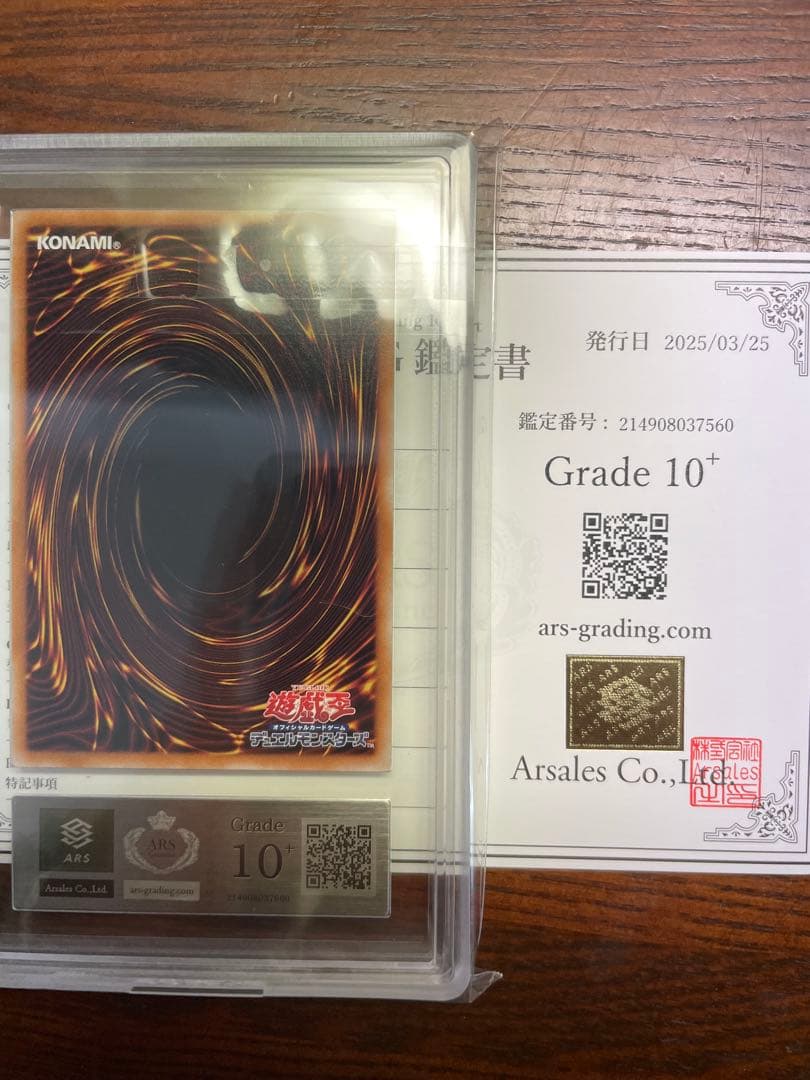 KONAMI®
遊戯王
オフィシャルカードゲーム
デュエルモンスターズ™
鑑定書
発行日 2025/03/25
鑑定番号：214908037560
Grade 10+
ars-grading.com
Arsales Co.,Ltd.
特記事項
ARS
Arsales Co.,Ltd.
ARS
ars-grading.com
Grade
10+
214908037560